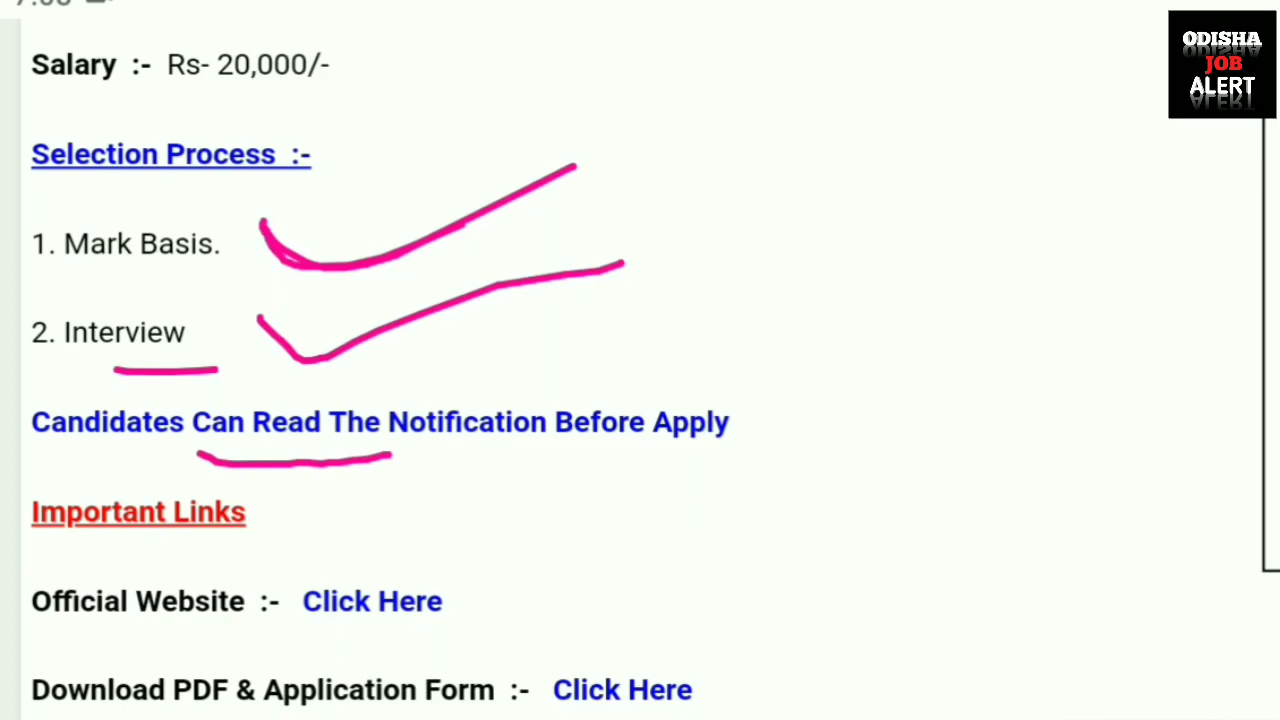 Salary :- Rs- 20,000/-
Selection Process :-
1. Mark Basis.
2. Interview
Candidates Can Read The Notification Before Apply
Important Links
Official Website :- Click Here
Download PDF & Application Form :- Click Here
ODISHA
JOB
ALERT